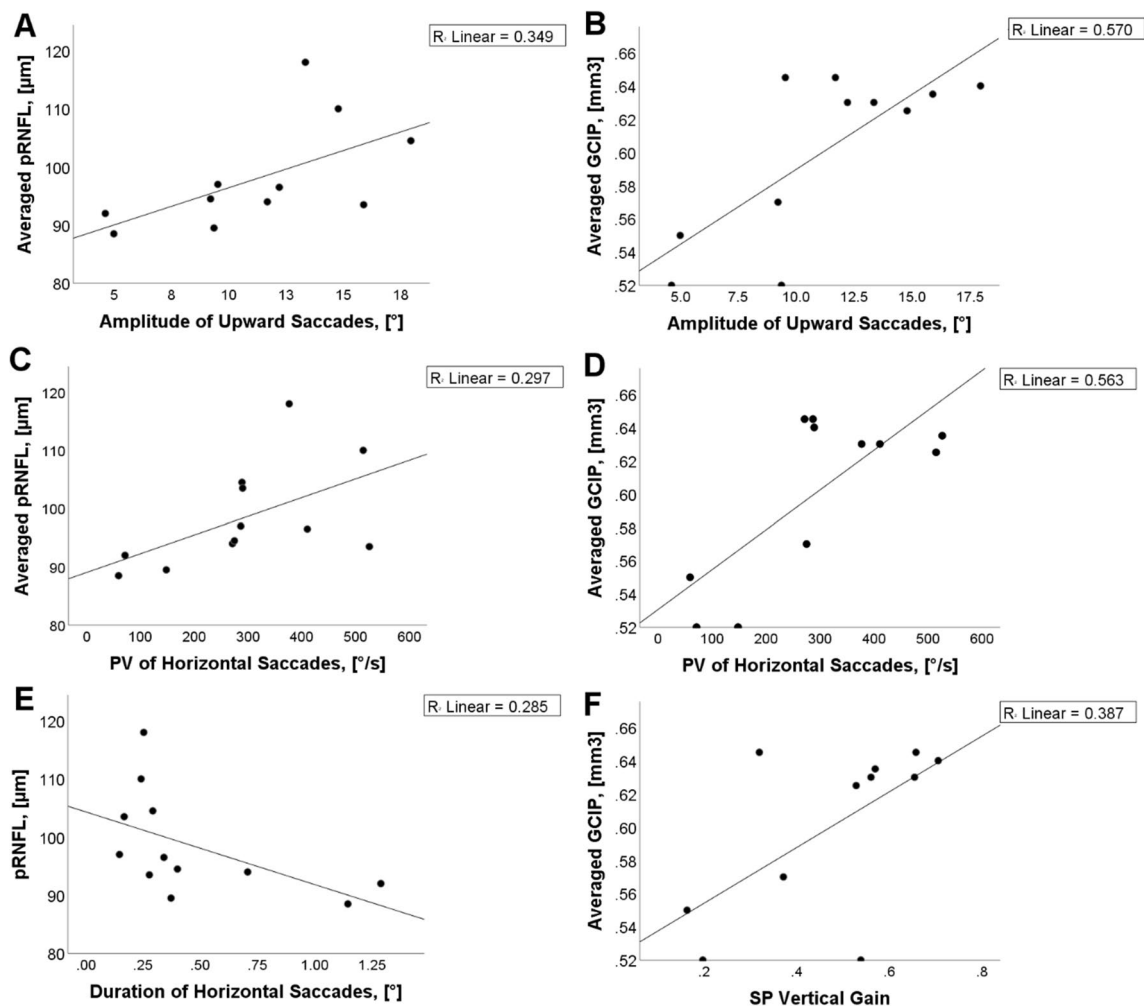 A
R² Linear = 0.349
Averaged pRNFL, [µm]
120
110
100
90
80
5 8 10 13 15 18
Amplitude of Upward Saccades, [°]
B
R² Linear = 0.570
Averaged GCIP, [mm3]
.66
.64
.62
.60
.58
.56
.54
.52
5.0 7.5 10.0 12.5 15.0 17.5
Amplitude of Upward Saccades, [°]
C
R² Linear = 0.297
Averaged pRNFL, [µm]
120
110
100
90
80
0 100 200 300 400 500 600
PV of Horizontal Saccades, [°/s]
D
R² Linear = 0.563
Averaged GCIP, [mm3]
.66
.64
.62
.60
.58
.56
.54
.52
0 100 200 300 400 500 600
PV of Horizontal Saccades, [°/s]
E
R² Linear = 0.285
pRNFL, [µm]
120
110
100
90
80
.00 .25 .50 .75 1.00 1.25
Duration of Horizontal Saccades, [°]
F
R² Linear = 0.387
Averaged GCIP, [mm3]
.66
.64
.62
.60
.58
.56
.54
.52
.2 .4 .6 .8
SP Vertical Gain